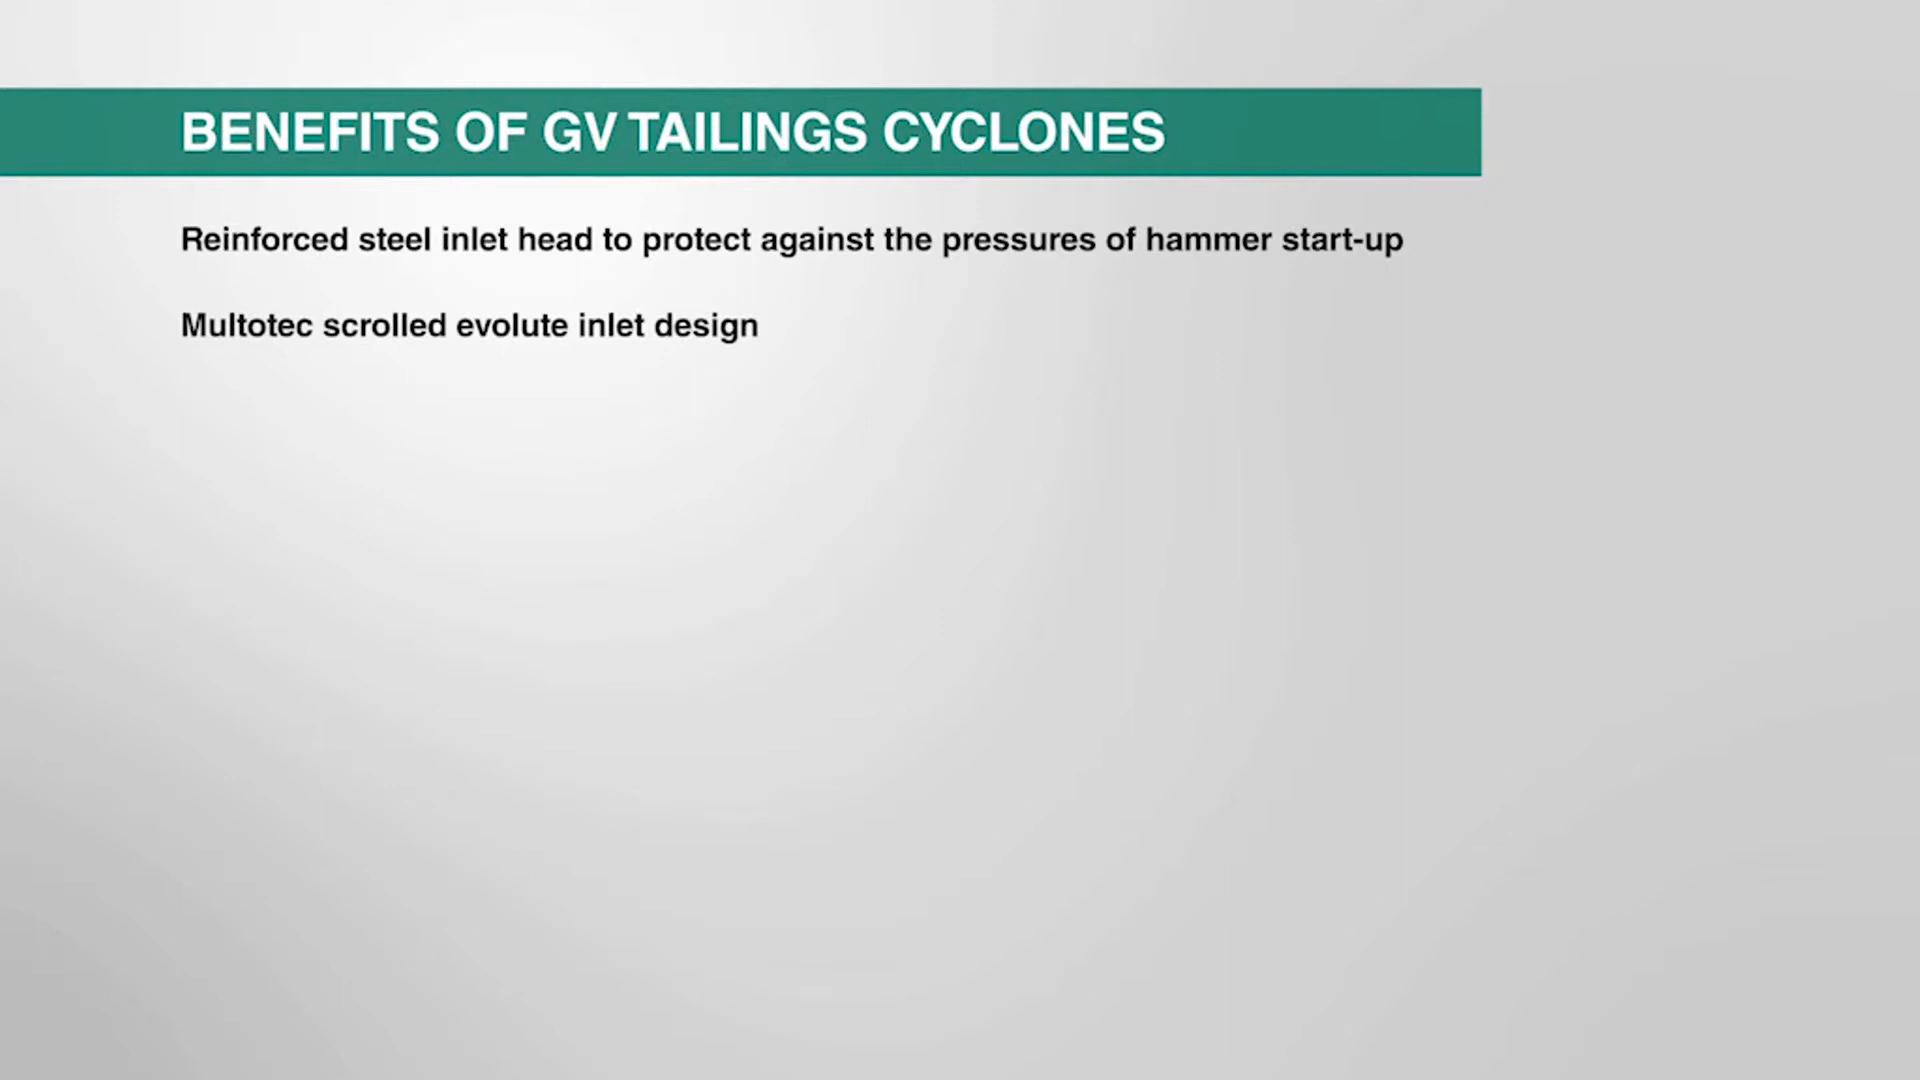 BENEFITS OF GV TAILINGS CYCLONES
Reinforced steel inlet head to protect against the pressures of hammer start-up
Multotec scrolled evolute inlet design